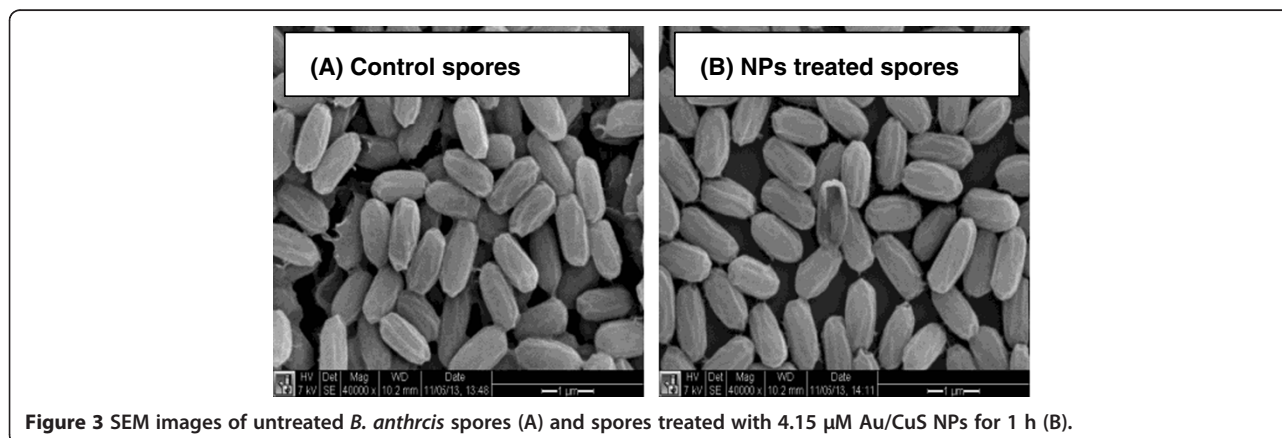 (A) Control spores
(B) NPs treated spores
HV Det Mag WD Date
7 kV SE 40000 x 10.2 mm 11/05/13, 13:48 1 µm
HV Det Mag WD Date
7 kV SE 40000 x 10.2 mm 11/05/13, 14:11 1 µm
Figure 3 SEM images of untreated B. anthrcis spores (A) and spores treated with 4.15 µM Au/CuS NPs for 1 h (B).